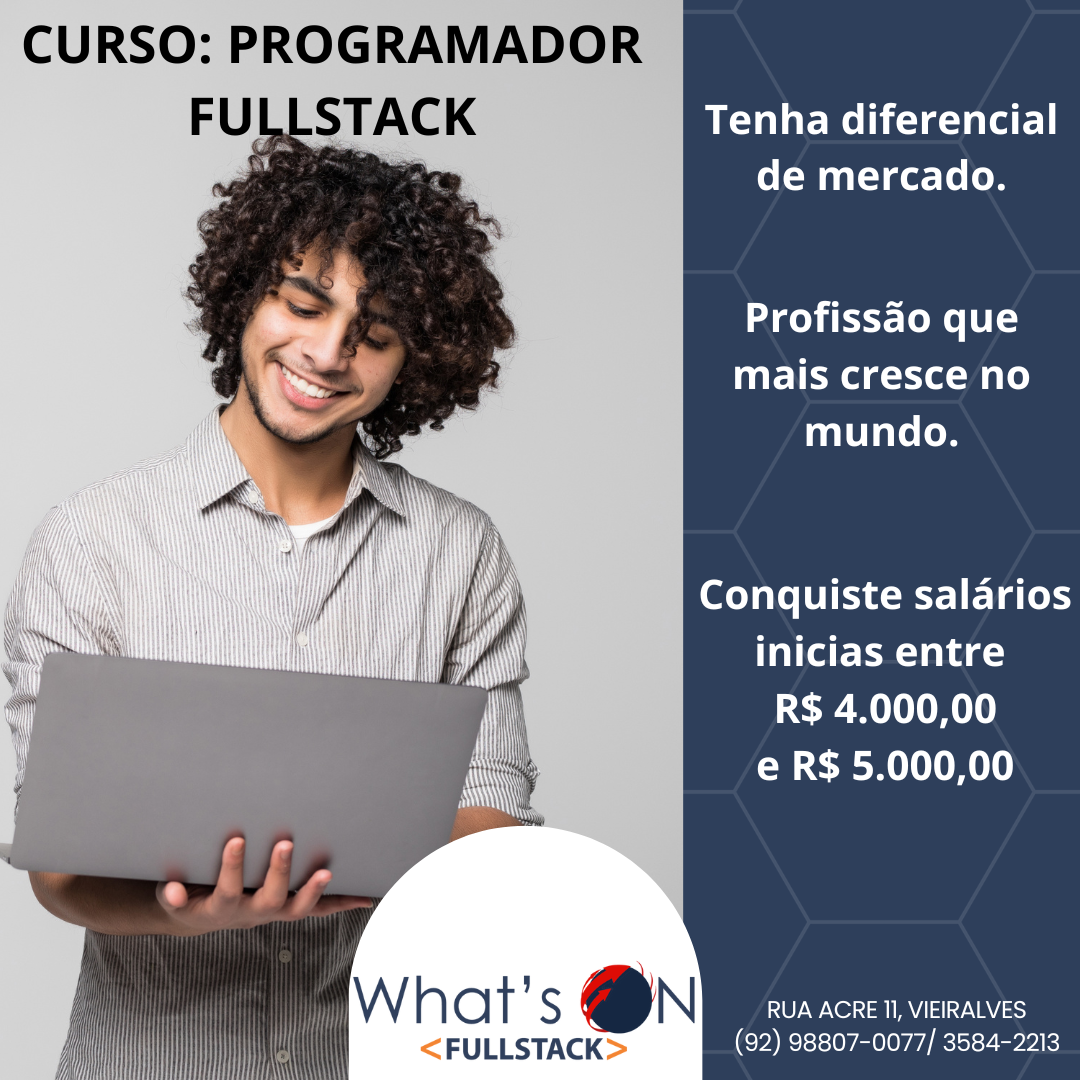 CURSO: PROGRAMADOR
FULLSTACK
Tenha diferencial
de mercado.
Profissão que
mais cresce no
mundo.
Conquiste salários
inicias entre
R$ 4.000,00
e R$ 5.000,00
What's ON
<FULLSTACK>
RUA ACRE 11, VIEIRALVES
(92) 98807-0077/ 3584-2213